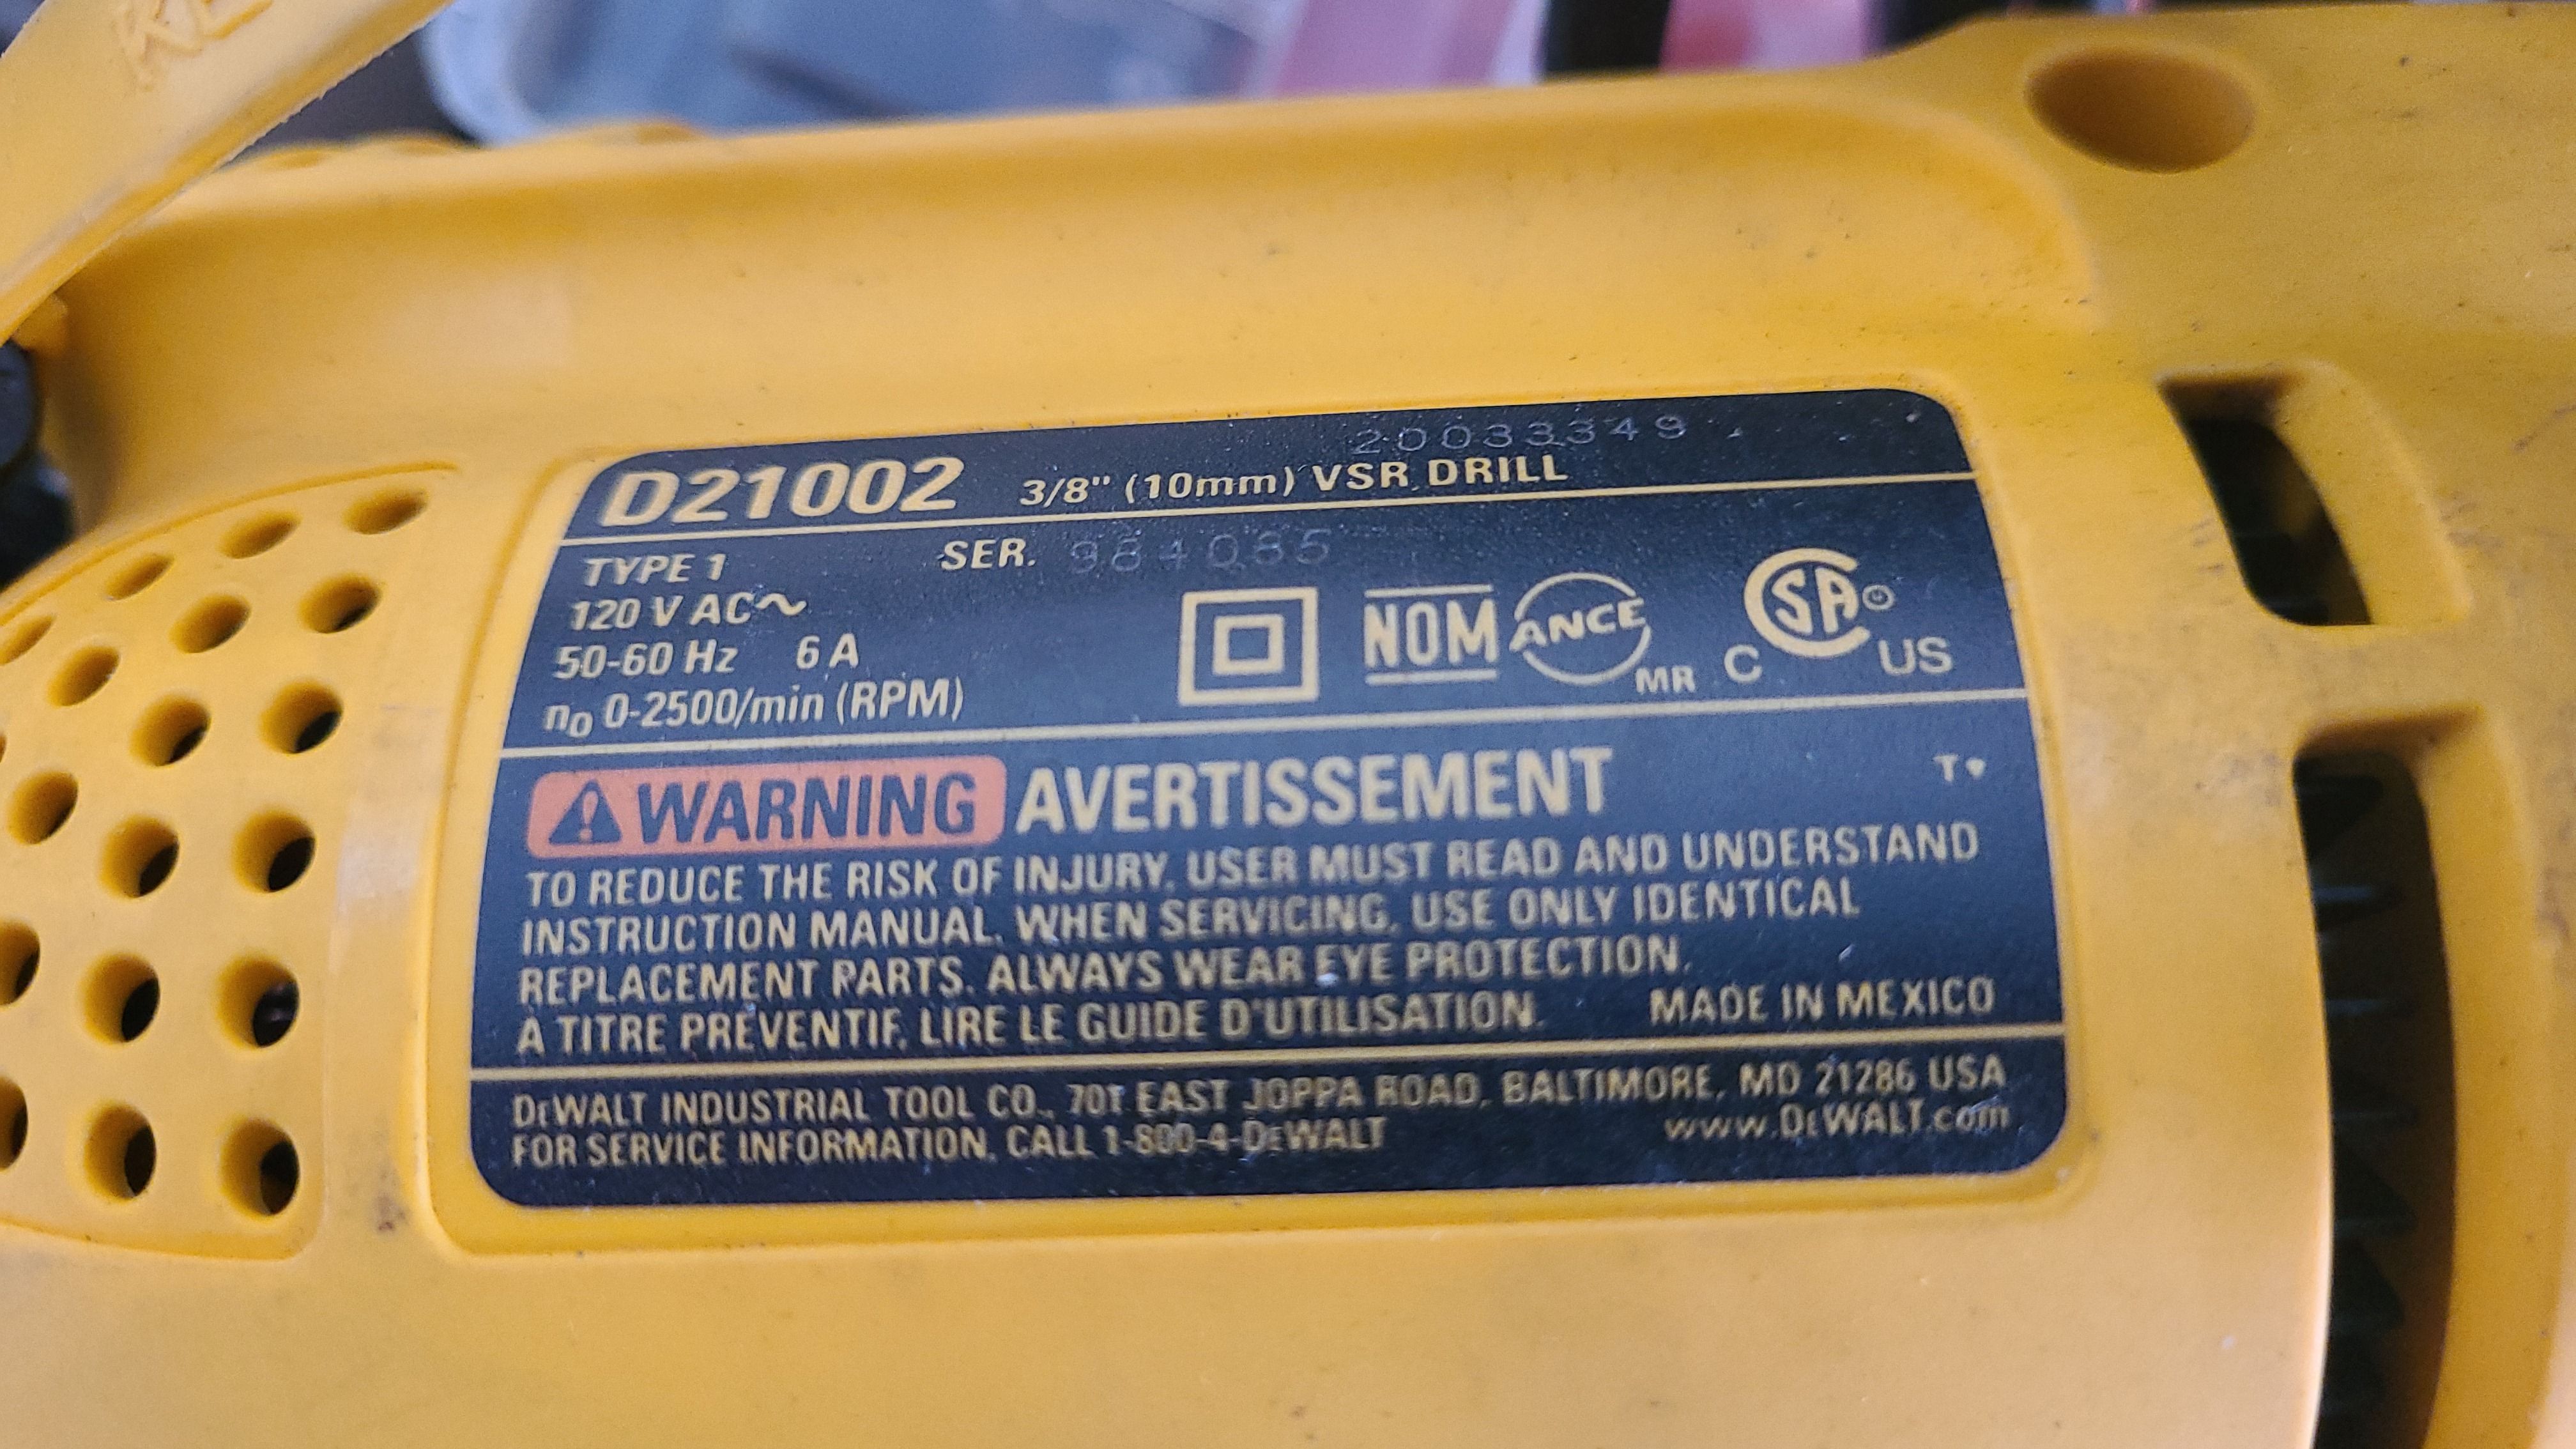 20033349
D21002 3/8" (10mm) VSR DRILL
TYPE 1 SER. 984085
120 V AC~
50-60 Hz 6 A
n₀ 0-2500/min (RPM)
NOM ANCE MR
C SA US
WARNING AVERTISSEMENT T
TO REDUCE THE RISK OF INJURY, USER MUST READ AND UNDERSTAND
INSTRUCTION MANUAL. WHEN SERVICING, USE ONLY IDENTICAL
REPLACEMENT PARTS. ALWAYS WEAR EYE PROTECTION.
A TITRE PRÉVENTIF, LIRE LE GUIDE D'UTILISATION. MADE IN MEXICO
DEWALT INDUSTRIAL TOOL CO., 701 EAST JOPPA ROAD, BALTIMORE, MD 21286 USA
FOR SERVICE INFORMATION, CALL 1-800-4-DEWALT www.DEWALT.com